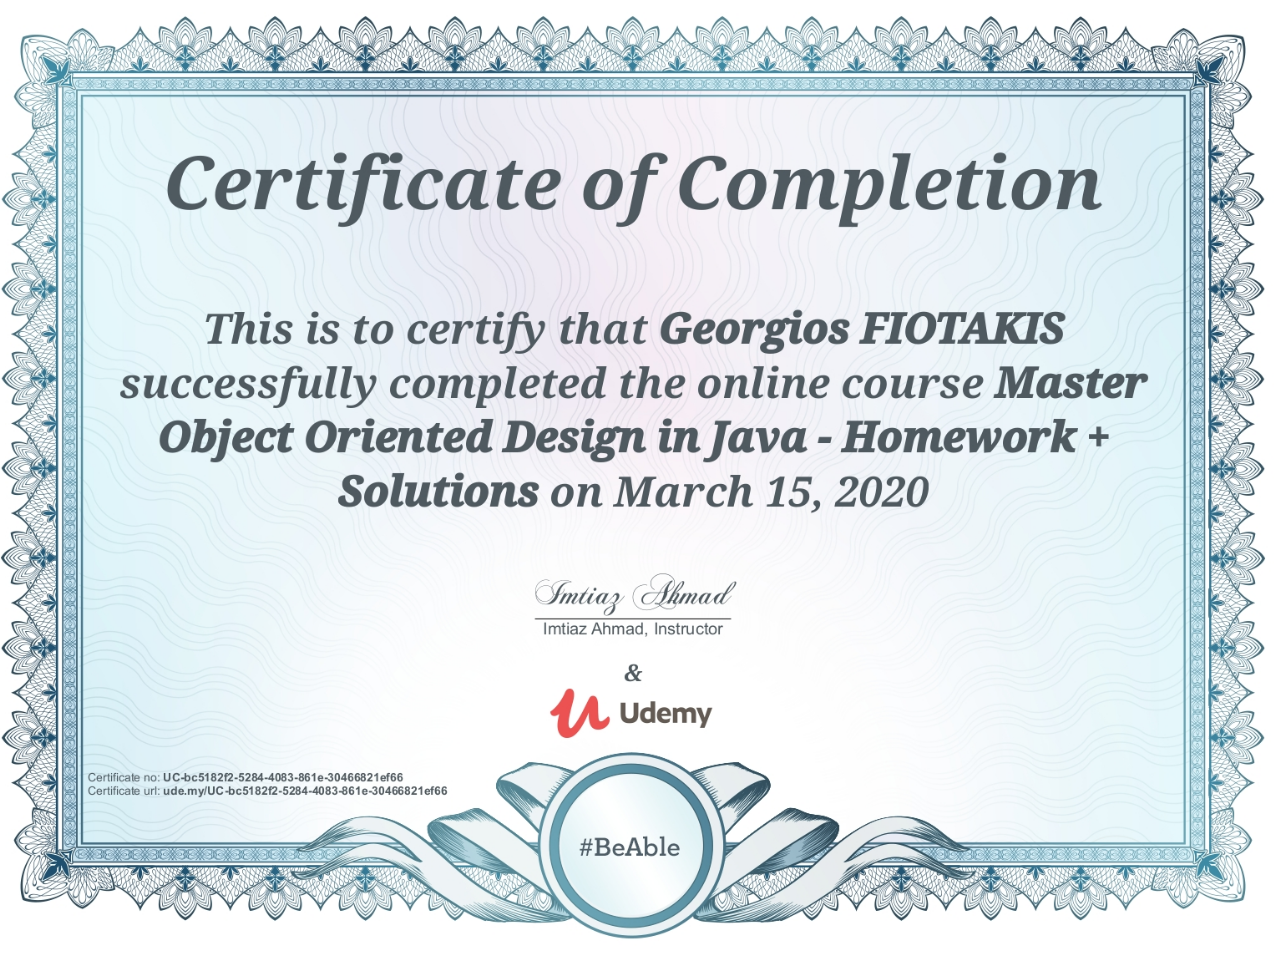 Certificate of Completion
This is to certify that Georgios FIOTAKIS
successfully completed the online course Master
Object Oriented Design in Java - Homework +
Solutions on March 15, 2020
Imtiaz Ahmad
Imtiaz Ahmad, Instructor
&
Udemy
Certificate no: UC-bc5182f2-5284-4083-861e-30466821ef66
Certificate url: ude.my/UC-bc5182f2-5284-4083-861e-30466821ef66
#BeAble